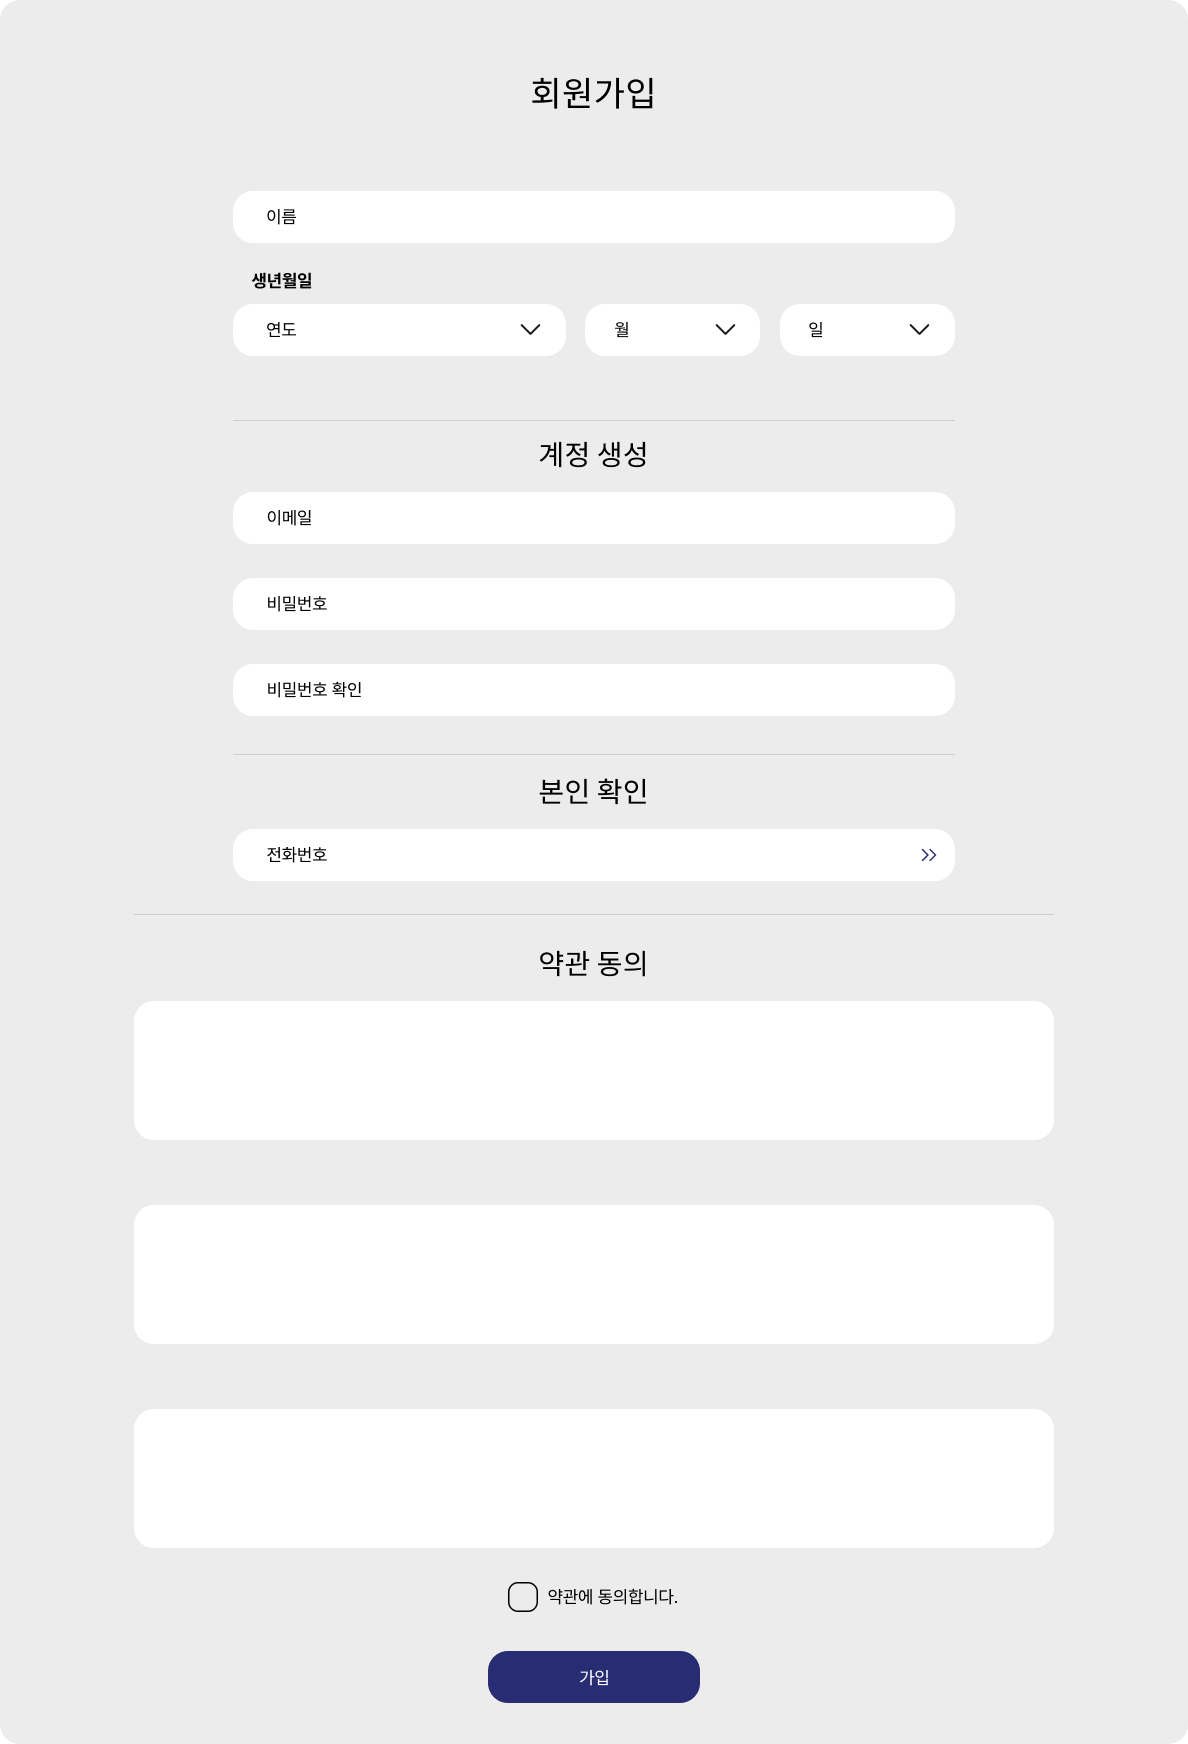 회원가입
이름
생년월일
연도 월 일
계정 생성
이메일
비밀번호
비밀번호 확인
본인 확인
전화번호
약관 동의
약관에 동의합니다.
가입